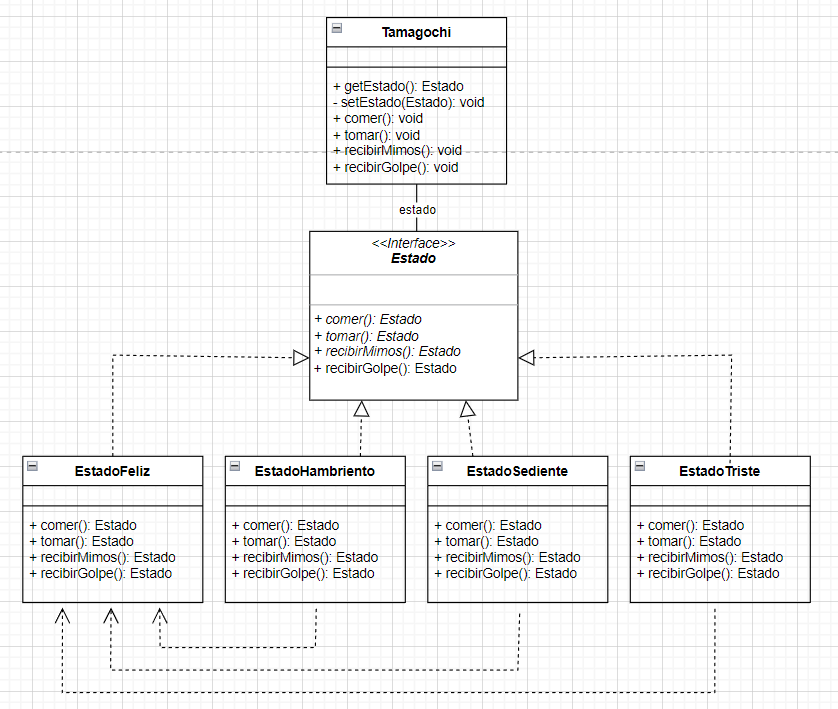 Tamagochi
+ getEstado(): Estado
- setEstado(Estado): void
+ comer(): void
+ tomar(): void
+ recibirMimos(): void
+ recibirGolpe(): void
estado
<<Interface>>
Estado
+ comer(): Estado
+ tomar(): Estado
+ recibirMimos(): Estado
+ recibirGolpe(): Estado
EstadoFeliz
+ comer(): Estado
+ tomar(): Estado
+ recibirMimos(): Estado
+ recibirGolpe(): Estado
EstadoHambriento
+ comer(): Estado
+ tomar(): Estado
+ recibirMimos(): Estado
+ recibirGolpe(): Estado
EstadoSediente
+ comer(): Estado
+ tomar(): Estado
+ recibirMimos(): Estado
+ recibirGolpe(): Estado
EstadoTriste
+ comer(): Estado
+ tomar(): Estado
+ recibirMimos(): Estado
+ recibirGolpe(): Estado